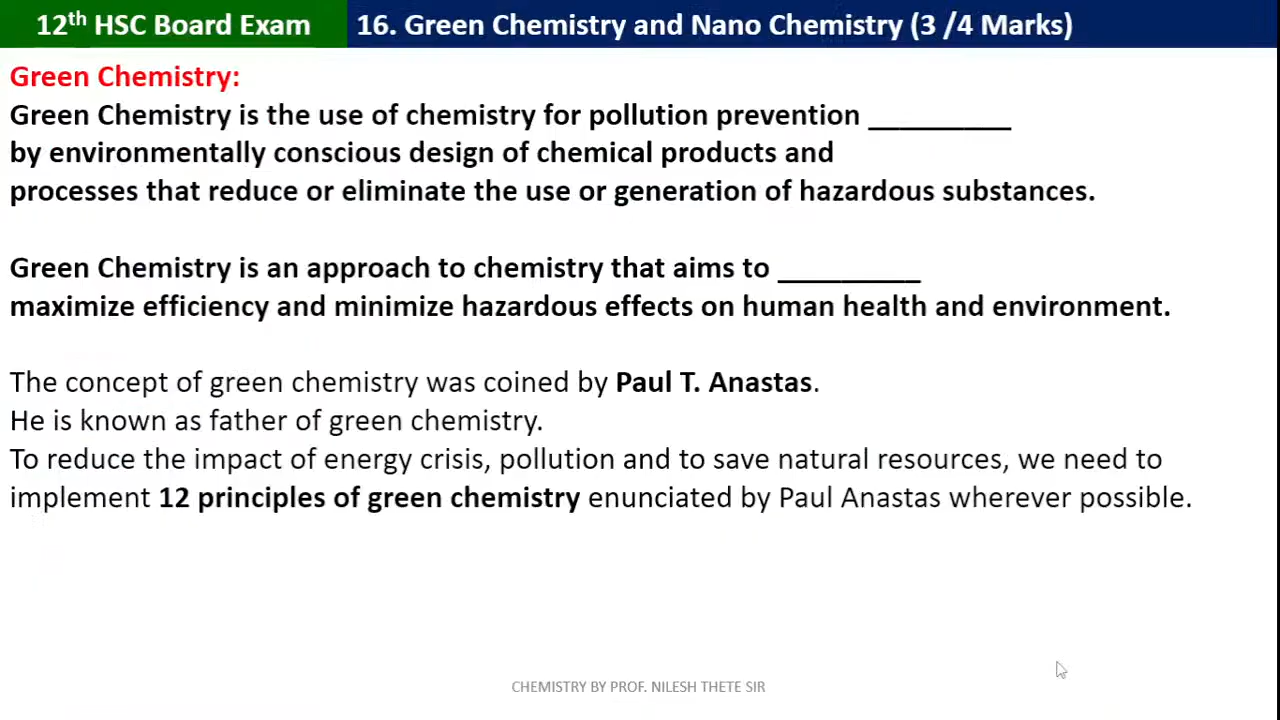 12th HSC Board Exam 16. Green Chemistry and Nano Chemistry (3 /4 Marks)
Green Chemistry:
Green Chemistry is the use of chemistry for pollution prevention _________
by environmentally conscious design of chemical products and
processes that reduce or eliminate the use or generation of hazardous substances.
Green Chemistry is an approach to chemistry that aims to _________
maximize efficiency and minimize hazardous effects on human health and environment.
The concept of green chemistry was coined by Paul T. Anastas.
He is known as father of green chemistry.
To reduce the impact of energy crisis, pollution and to save natural resources, we need to
implement 12 principles of green chemistry enunciated by Paul Anastas wherever possible.
CHEMISTRY BY PROF. NILESH THETE SIR